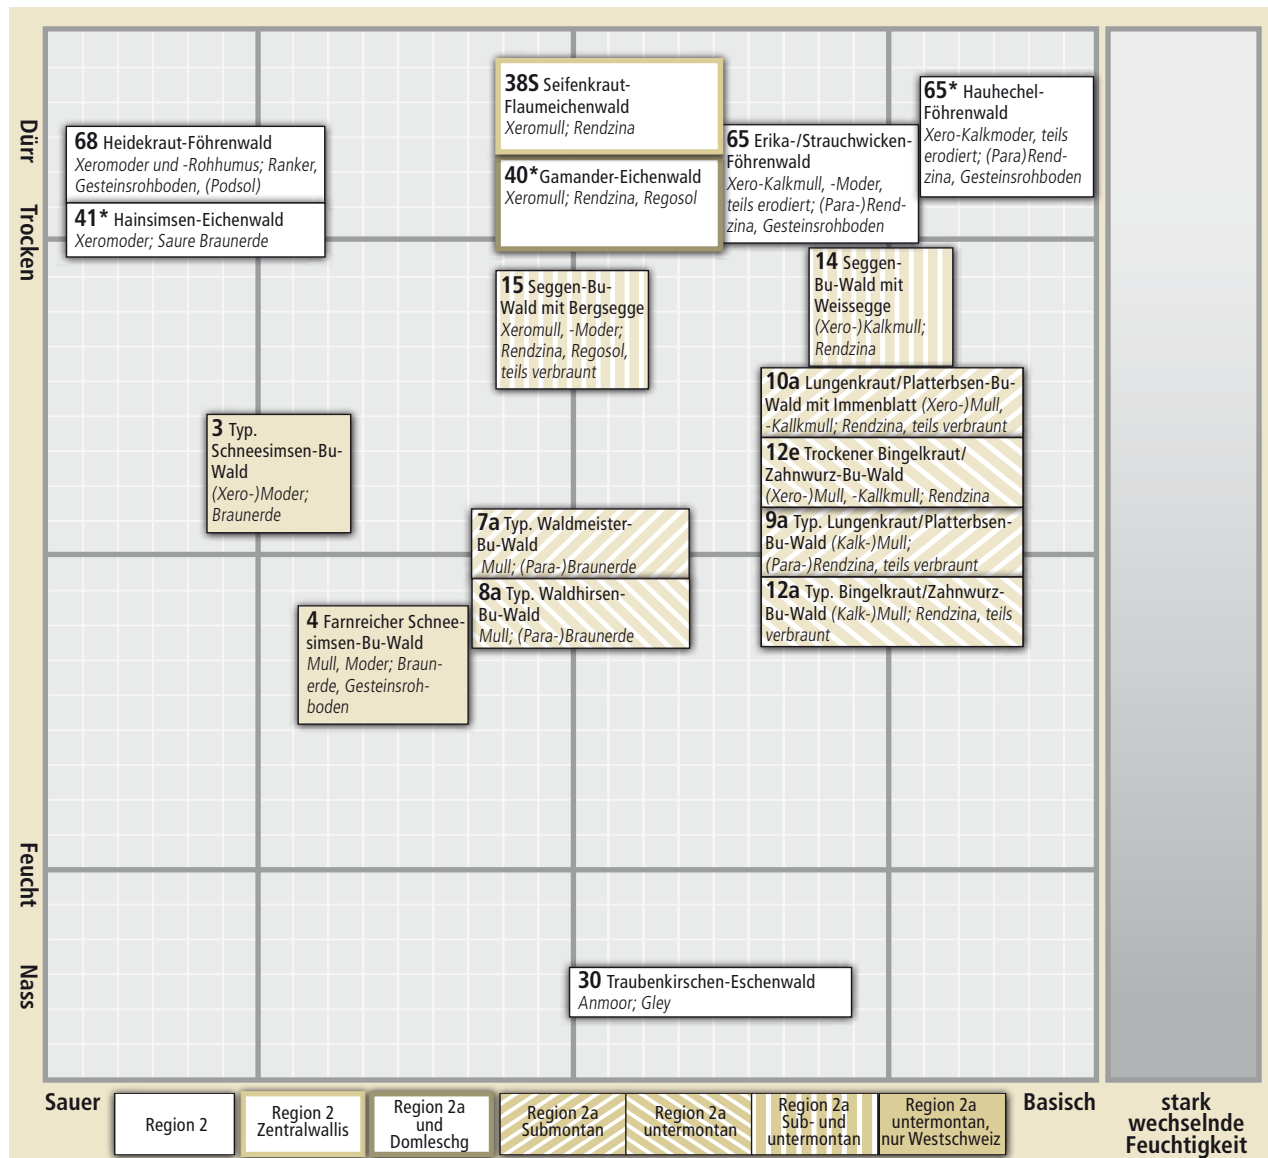 Dürr
Trocken
Feucht
Nass
68 Heidekraut-Föhrenwald
Xeromoder und -Rohhumus; Ranker,
Gesteinsrohboden, (Podsol)
41* Hainsimsen-Eichenwald
Xeromoder; Saure Braunerde
38S Seifenkraut-
Flaumeichenwald
Xeromull; Rendzina
40*Gamander-Eichenwald
Xeromull; Rendzina, Regosol
65 Erika-/Strauchwicken-
Föhrenwald
Xero-Kalkmull, -Moder,
teils erodiert; (Para-)Rend-
zina, Gesteinsrohboden
65* Hauhechel-
Föhrenwald
Xero-Kalkmoder, teils
erodiert; (Para)Rend-
zina, Gesteinsrohboden
15 Seggen-Bu-
Wald mit Bergsegge
Xeromull, -Moder;
Rendzina, Regosol,
teils verbraunt
14 Seggen-
Bu-Wald mit
Weissegge
(Xero-)Kalkmull;
Rendzina
10a Lungenkraut/Platterbsen-Bu-
Wald mit Immenblatt (Xero-)Mull,
-Kallkmull; Rendzina, teils verbraunt
12e Trockener Bingelkraut/
Zahnwurz-Bu-Wald
(Xero-)Mull, -Kallkmull; Rendzina
9a Typ. Lungenkraut/Platterbsen-
Bu-Wald (Kalk-)Mull;
(Para-)Rendzina, teils verbraunt
12a Typ. Bingelkraut/Zahnwurz-
Bu-Wald (Kalk-)Mull; Rendzina, teils
verbraunt
3 Typ.
Schneesimsen-Bu-
Wald
(Xero-)Moder;
Braunerde
7a Typ. Waldmeister-
Bu-Wald
Mull; (Para-)Braunerde
8a Typ. Waldhirsen-
Bu-Wald
Mull; (Para-)Braunerde
4 Farnreicher Schnee-
simsen-Bu-Wald
Mull, Moder; Braun-
erde, Gesteinsroh-
boden
30 Traubenkirschen-Eschenwald
Anmoor; Gley
Sauer
Region 2
Region 2
Zentralwallis
Region 2a
und
Domleschg
Region 2a
Submontan
Region 2a
untermontan
Region 2a
Sub- und
untermontan
Region 2a
untermontan,
nur Westschweiz
Basisch
stark
wechselnde
Feuchtigkeit